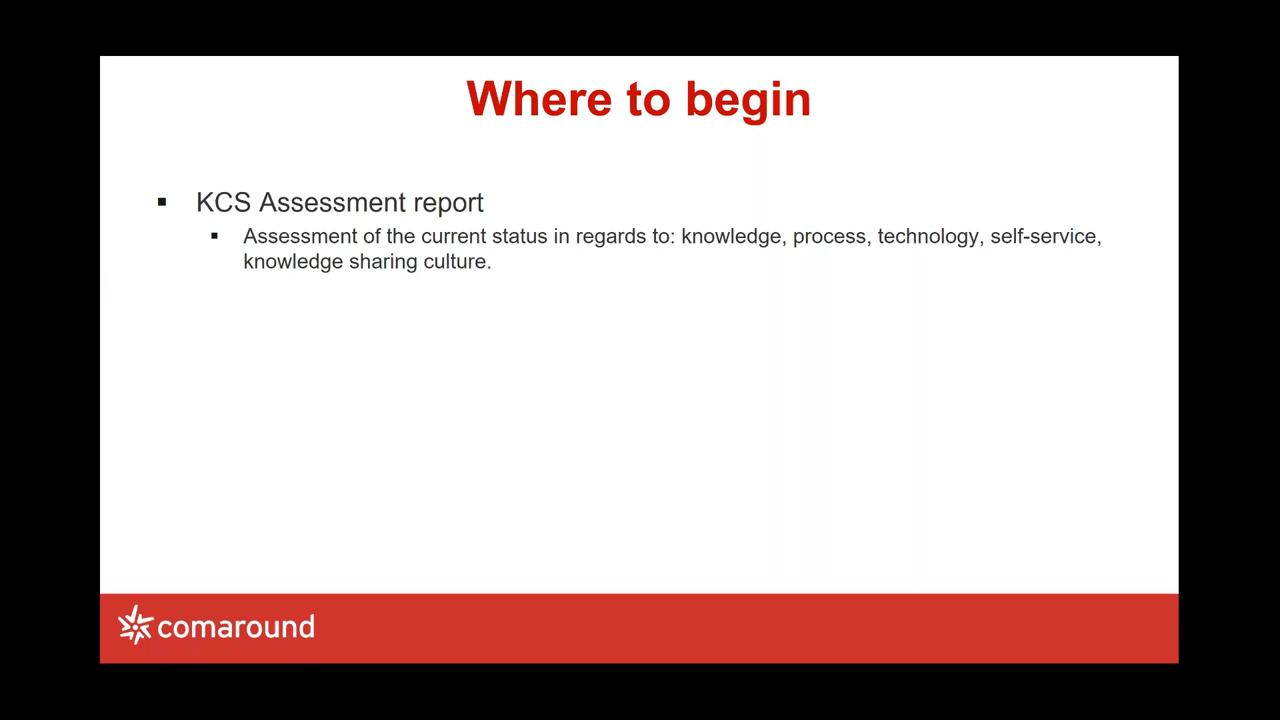 Where to begin
▪ KCS Assessment report
▪ Assessment of the current status in regards to: knowledge, process, technology, self-service,
knowledge sharing culture.
comaround